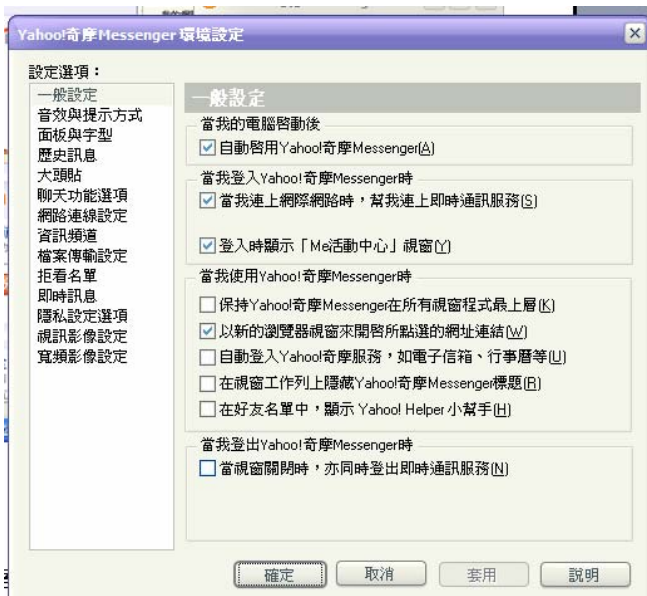 Yahoo!奇摩Messenger 環境設定
設定選項：
一般設定
音效與提示方式
面板與字型
歷史訊息
大頭貼
聊天功能選項
網路連線設定
資訊頻道
檔案傳輸設定
拒看名單
即時訊息
隱私設定選項
視訊影像設定
寬頻影像設定
一般設定
當我的電腦啟動後
自動啟用Yahoo!奇摩Messenger(A)
當我登入Yahoo!奇摩Messenger時
當我連上網際網路時，幫我連上即時通訊服務(S)
登入時顯示「Me活動中心」視窗(Y)
當我使用Yahoo!奇摩Messenger時
保持Yahoo!奇摩Messenger在所有視窗程式最上層(K)
以新的瀏覽器視窗來開啟所點選的網址連結(W)
自動登入Yahoo!奇摩服務，如電子信箱、行事曆等(U)
在視窗工作列上隱藏Yahoo!奇摩Messenger標題(R)
在好友名單中，顯示 Yahoo! Helper 小幫手(H)
當我登出Yahoo!奇摩Messenger時
當視窗關閉時，亦同時登出即時通訊服務(N)
確定
取消
套用
說明